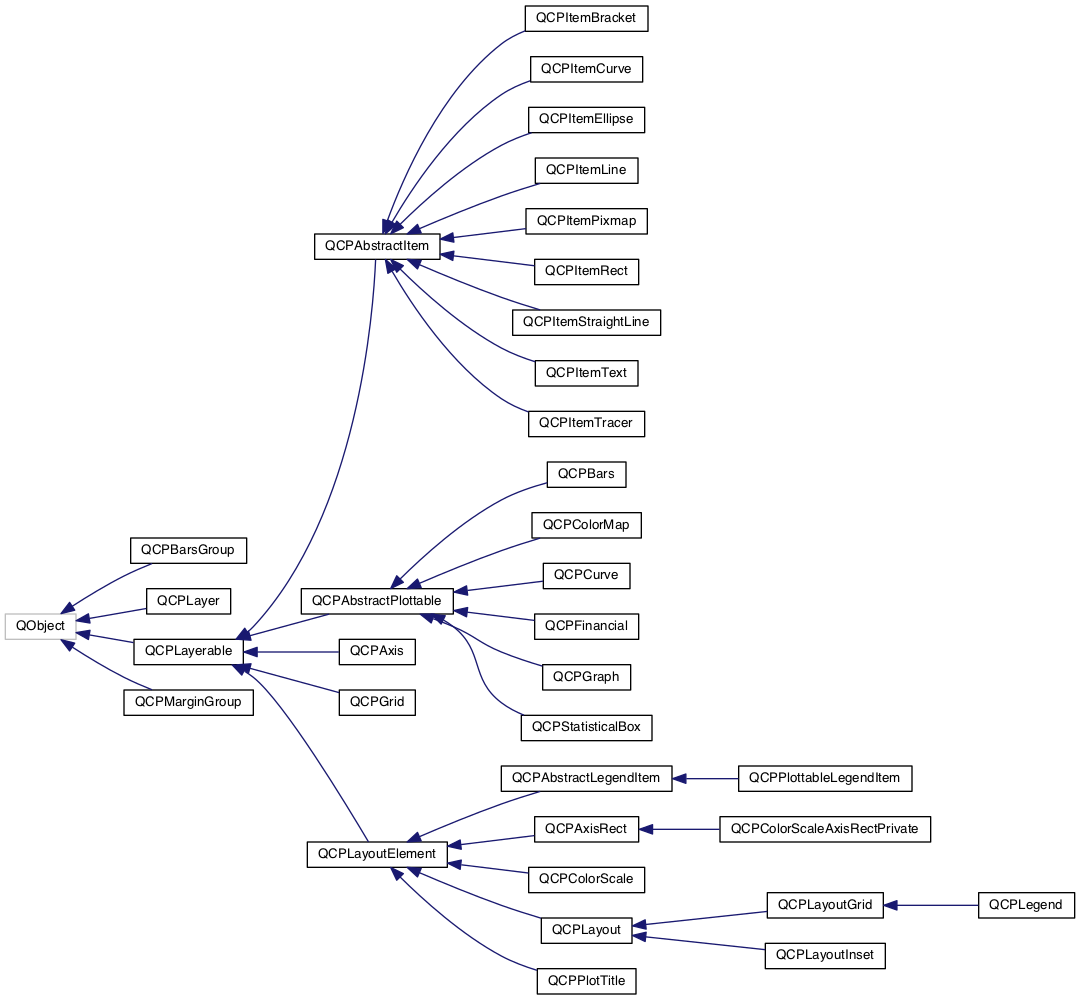 QCPItemBracket
QCPItemCurve
QCPItemEllipse
QCPItemLine
QCPItemPixmap
QCPAbstractItem
QCPItemRect
QCPItemStraightLine
QCPItemText
QCPItemTracer
QCPBars
QCPColorMap
QCPBarsGroup
QCPCurve
QCPLayer
QCPAbstractPlottable
QObject
QCPFinancial
QCPLayerable
QCPAxis
QCPGraph
QCPMarginGroup
QCPGrid
QCPStatisticalBox
QCPAbstractLegendItem
QCPPlottableLegendItem
QCPAxisRect
QCPColorScaleAxisRectPrivate
QCPLayoutElement
QCPColorScale
QCPLayoutGrid
QCPLegend
QCPLayout
QCPLayoutInset
QCPPlotTitle